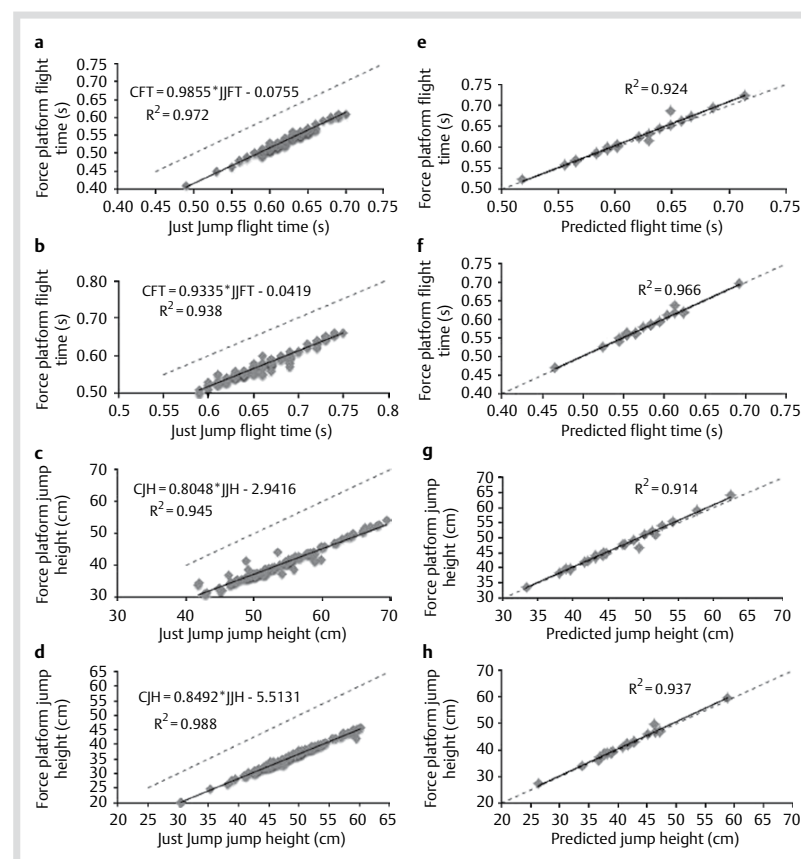 a
Force platform flight time (s)
0.75
0.70
0.65
0.60
0.55
0.50
0.45
0.40
CFT = 0.9855*JJFT - 0.0755
R² = 0.972
0.40 0.45 0.50 0.55 0.60 0.65 0.70 0.75
Just Jump flight time (s)
b
Force platform flight time (s)
0.80
0.70
0.60
0.50
CFT = 0.9335*JJFT - 0.0419
R² = 0.938
0.5 0.55 0.6 0.65 0.7 0.75 0.8
Just Jump flight time (s)
c
Force platform jump height (cm)
70
60
50
40
30
CJH = 0.8048*JJH - 2.9416
R² = 0.945
30 40 50 60 70
Just Jump jump height (cm)
d
Force platform jump height (cm)
65
60
55
50
45
40
35
30
25
20
CJH = 0.8492*JJH - 5.5131
R² = 0.988
20 25 30 35 40 45 50 55 60 65
Just Jump jump height (cm)
e
Force platform flight time (s)
0.75
0.70
0.65
0.60
0.55
0.50
R² = 0.924
0.50 0.55 0.60 0.65 0.70 0.75
Predicted flight time (s)
f
Force platform flight time (s)
0.75
0.70
0.65
0.60
0.55
0.50
0.45
0.40
R² = 0.966
0.40 0.45 0.50 0.55 0.60 0.65 0.70 0.75
Predicted flight time (s)
g
Force platform jump height (cm)
70
65
60
55
50
45
40
35
30
R² = 0.914
30 35 40 45 50 55 60 65 70
Predicted jump height (cm)
h
Force platform jump height (cm)
70
60
50
40
30
20
R² = 0.937
20 25 30 35 40 45 50 55 60 65 70
Predicted jump height (cm)